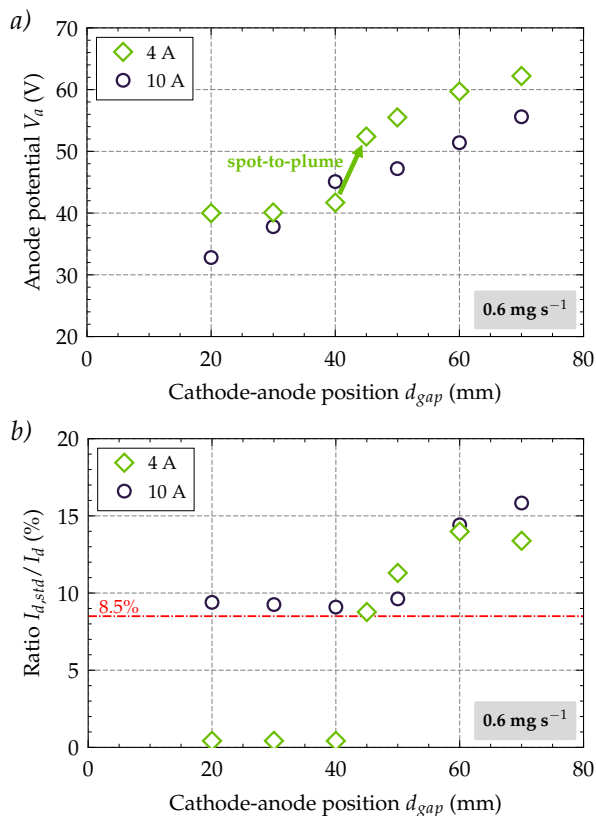 a)
70
60
50
40
30
20
Anode potential V_a (V)
4 A
10 A
spot-to-plume
0.6 mg s⁻¹
0 20 40 60 80
Cathode-anode position d_gap (mm)
b)
20
15
10
5
0
Ratio I_d,std / I_d (%)
4 A
10 A
8.5%
0.6 mg s⁻¹
0 20 40 60 80
Cathode-anode position d_gap (mm)